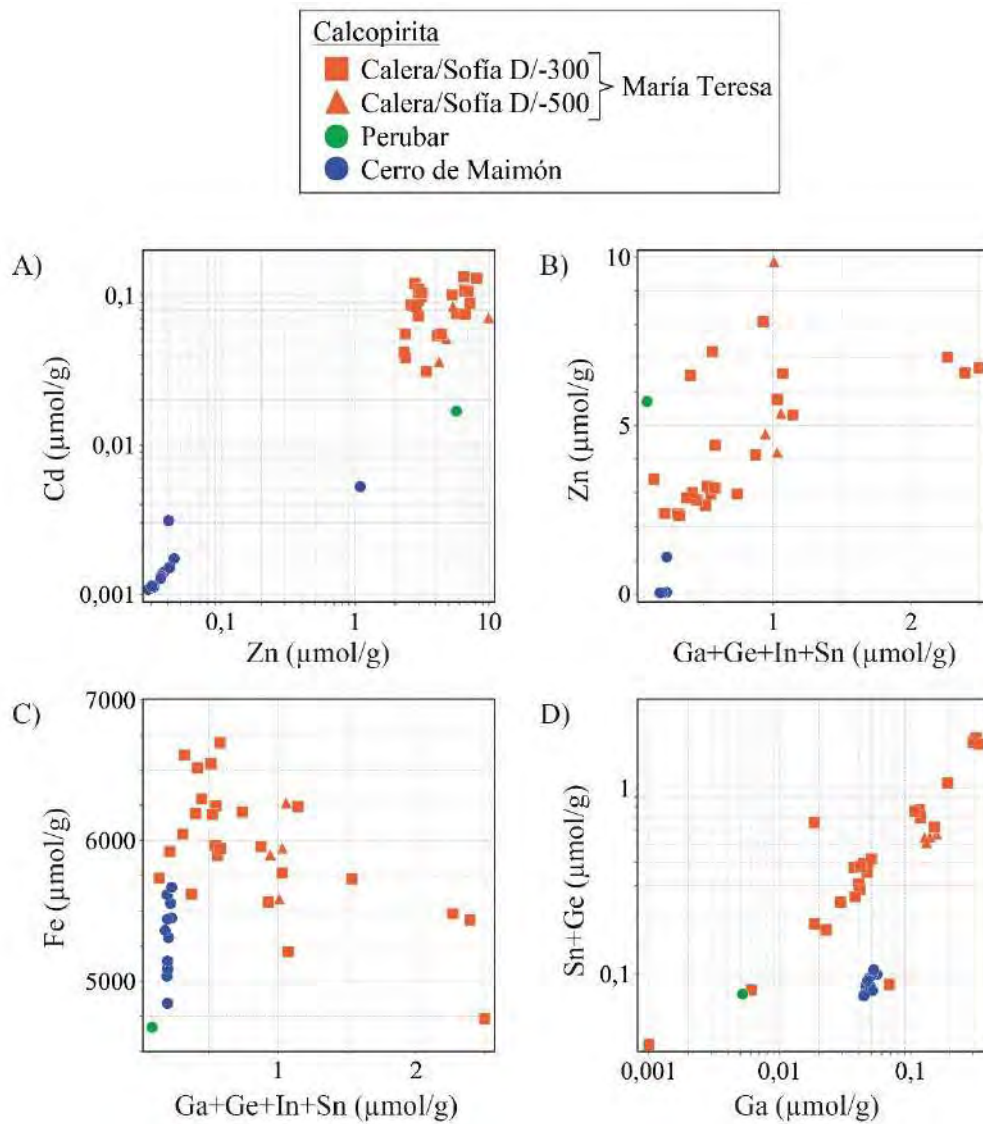 Calcopirita
Calera/Sofía D/-300
Calera/Sofía D/-500
María Teresa
Perubar
Cerro de Maimón
A)
0,1
0,01
0,001
Cd (µmol/g)
0,1
1
10
Zn (µmol/g)
B)
10
5
0
Zn (µmol/g)
1
2
Ga+Ge+In+Sn (µmol/g)
C)
7000
6000
5000
Fe (µmol/g)
1
2
Ga+Ge+In+Sn (µmol/g)
D)
1
0,1
Sn+Ge (µmol/g)
0,001
0,01
0,1
Ga (µmol/g)